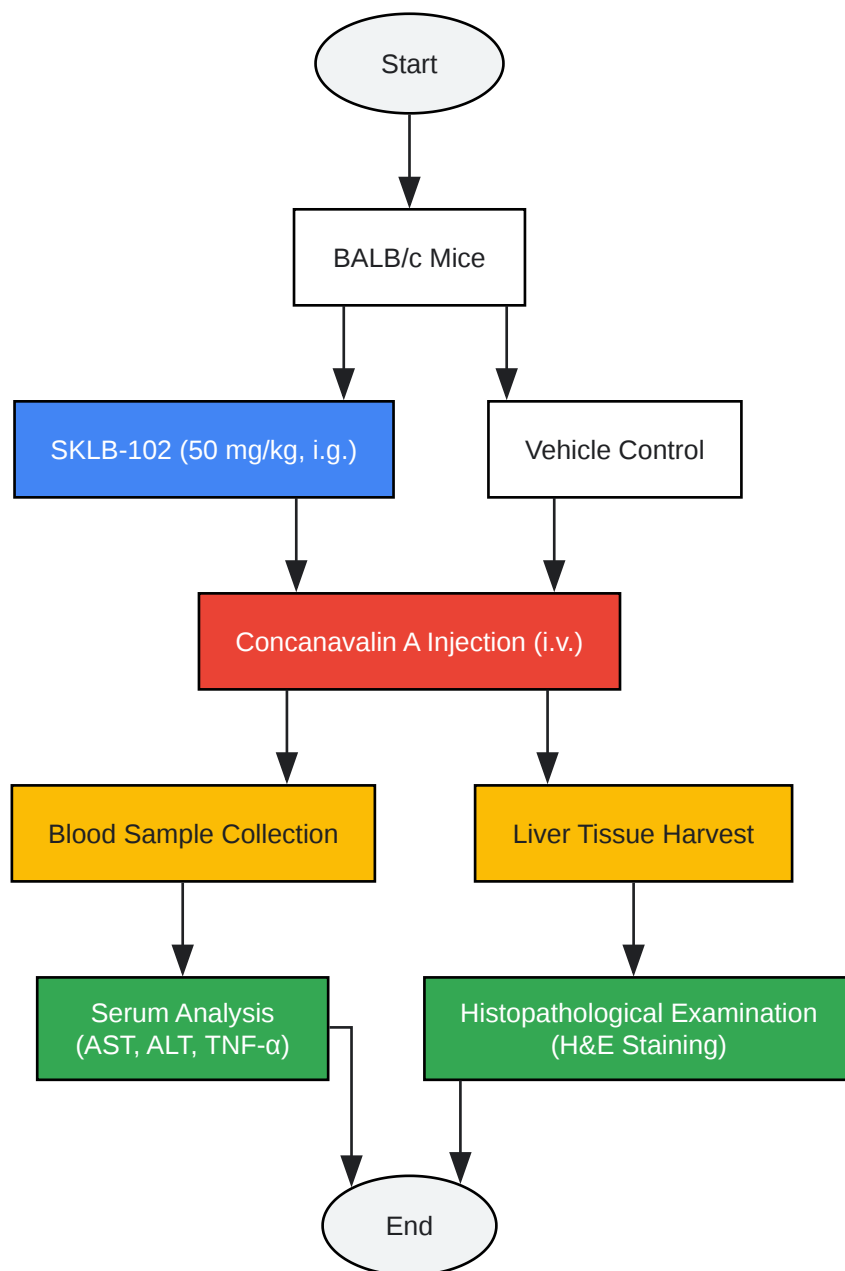 Start
BALB/c Mice
SKLB-102 (50 mg/kg, i.g.)
Vehicle Control
Concanavalin A Injection (i.v.)
Blood Sample Collection
Liver Tissue Harvest
Serum Analysis
(AST, ALT, TNF-α)
Histopathological Examination
(H&E Staining)
End